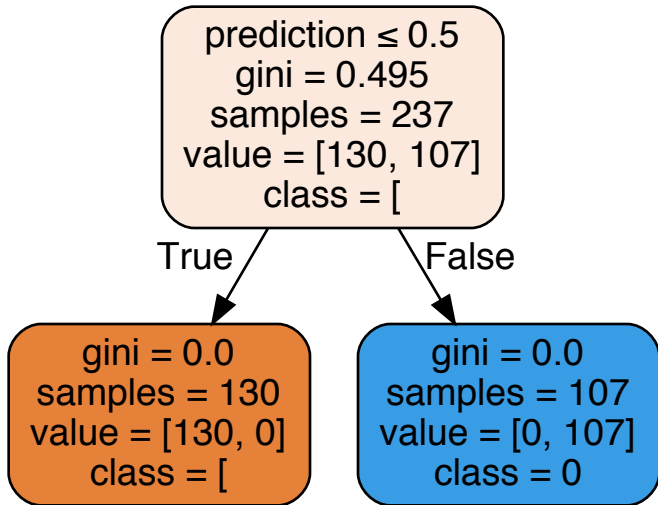 prediction ≤ 0.5
gini = 0.495
samples = 237
value = [130, 107]
class = [
True
False
gini = 0.0
samples = 130
value = [130, 0]
class = [
gini = 0.0
samples = 107
value = [0, 107]
class = 0